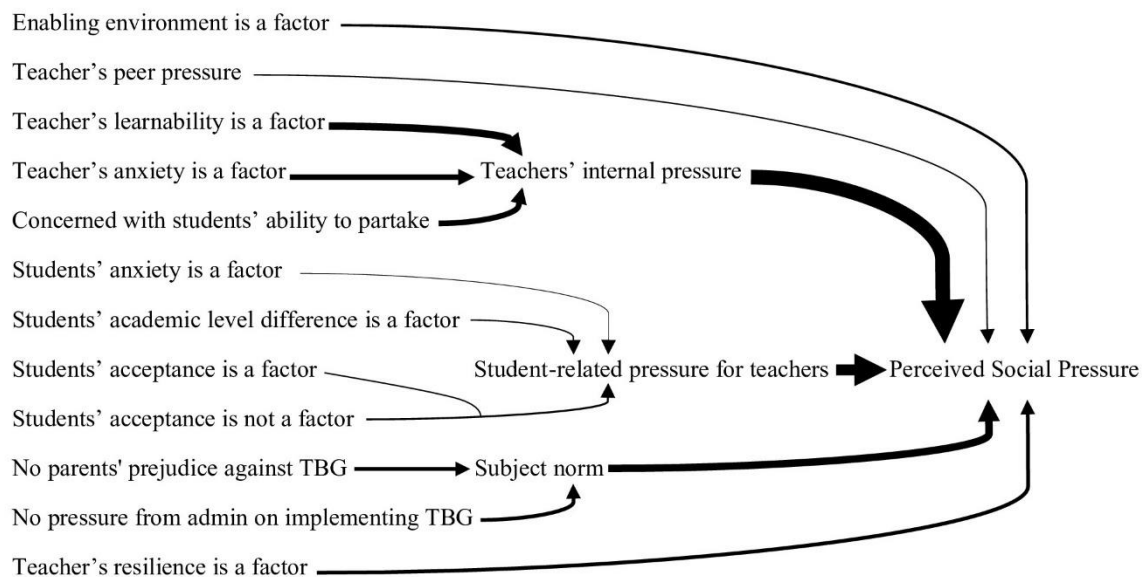 Enabling environment is a factor
Teacher’s peer pressure
Teacher’s learnability is a factor
Teacher’s anxiety is a factor
Teachers’ internal pressure
Concerned with students’ ability to partake
Students’ anxiety is a factor
Students’ academic level difference is a factor
Students’ acceptance is a factor
Student-related pressure for teachers
Perceived Social Pressure
Students’ acceptance is not a factor
No parents' prejudice against TBG
Subject norm
No pressure from admin on implementing TBG
Teacher’s resilience is a factor